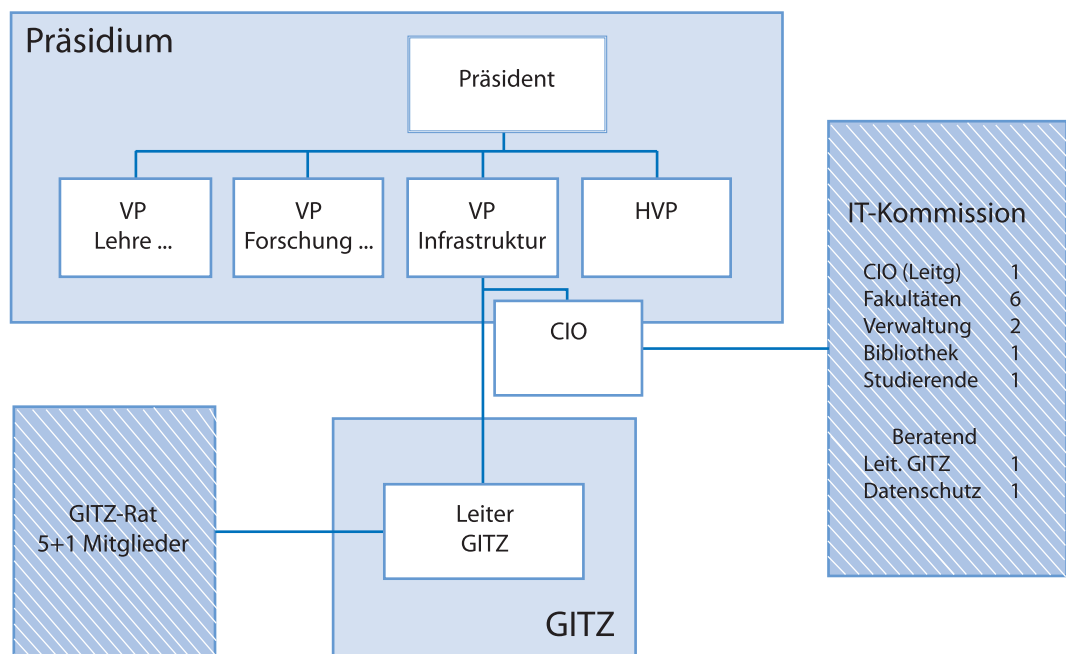 Präsidium
Präsident
VP
Lehre ...
VP
Forschung ...
VP
Infrastruktur
HVP
CIO
IT-Kommission
CIO (Leitg) 1
Fakultäten 6
Verwaltung 2
Bibliothek 1
Studierende 1
Beratend
Leit. GITZ 1
Datenschutz 1
GITZ-Rat
5+1 Mitglieder
Leiter
GITZ
GITZ